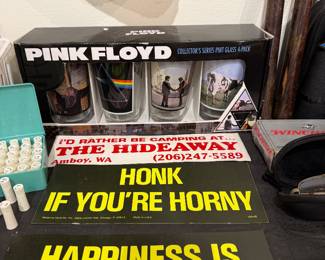 PINK FLOYD
COLLECTOR'S SERIES PINT GLASS 4-PACK
I'D RATHER BE CAMPING AT...
THE HIDEAWAY
Amboy, WA (206)247-5589
HONK
IF YOU'RE HORNY
HAPPINESS IS